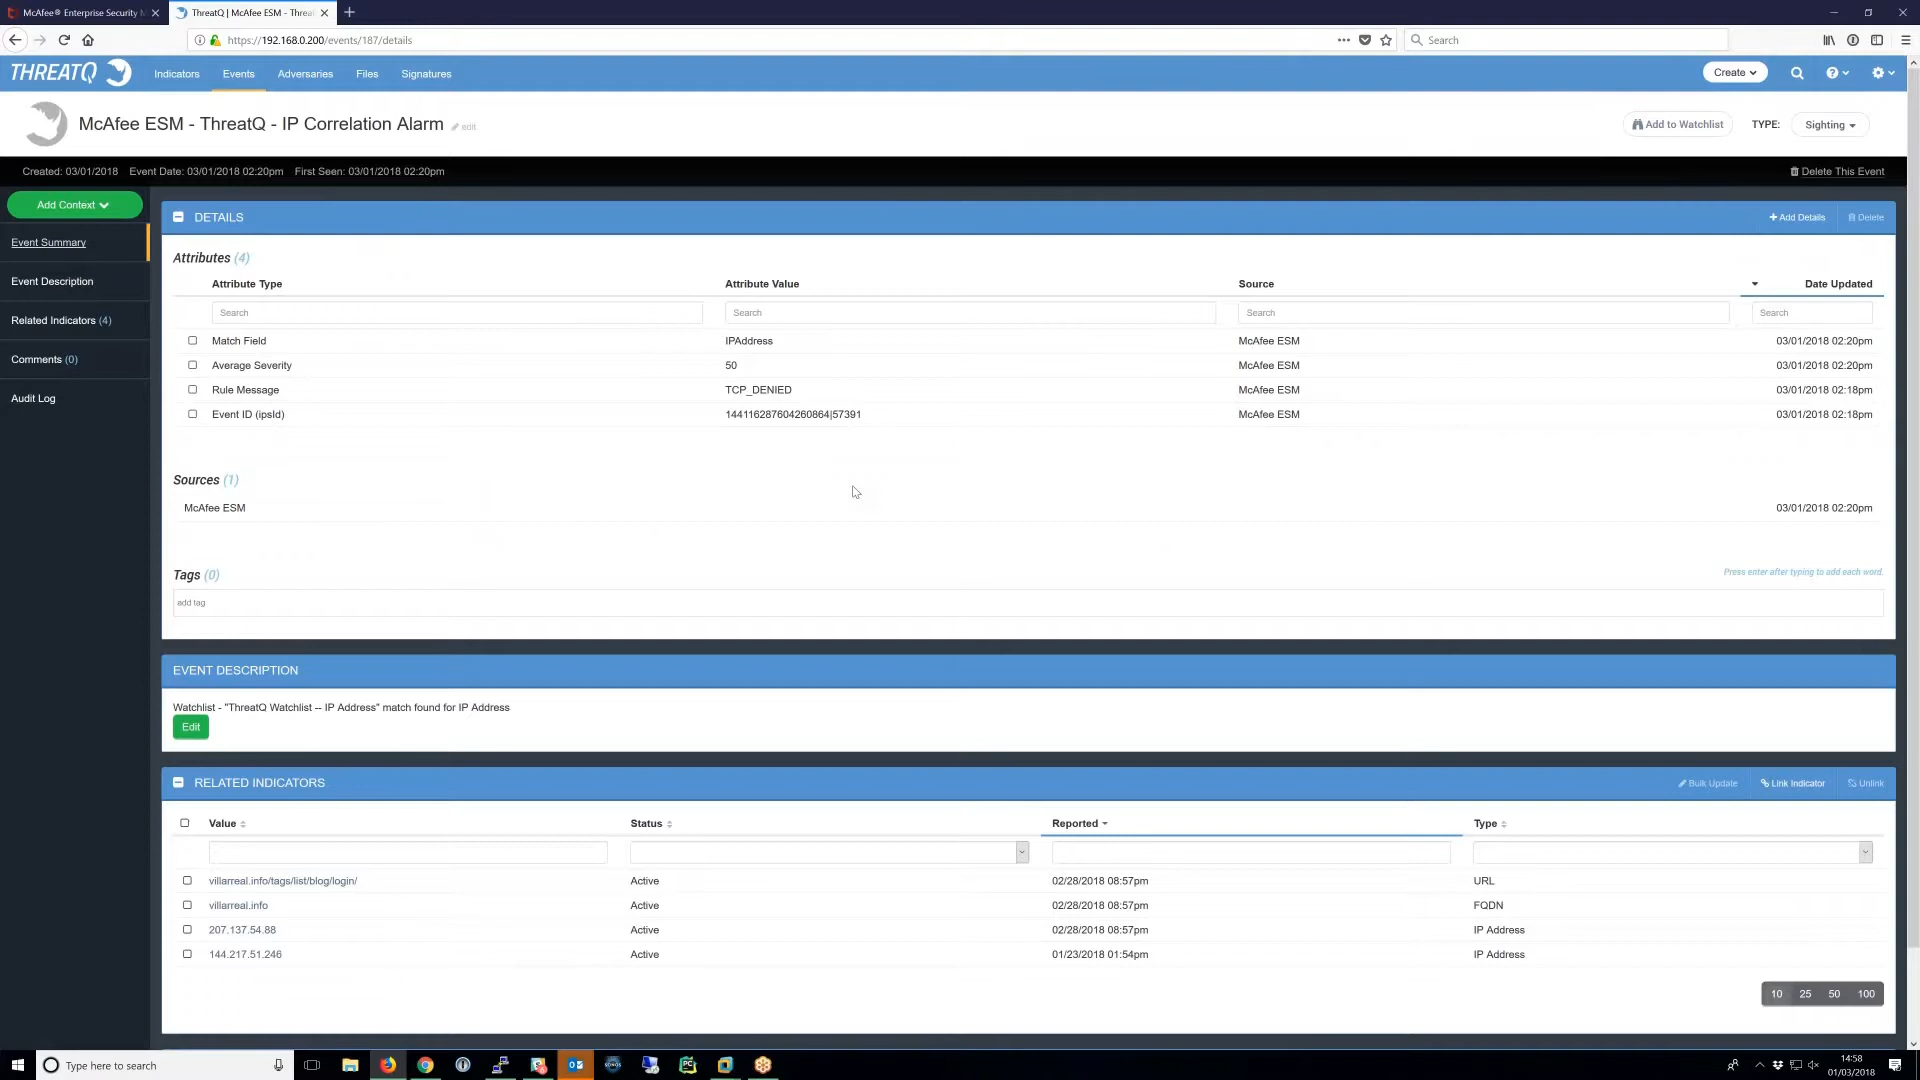 McAfee® Enterprise Security M
ThreatQ | McAfee ESM - Threat
https://192.168.0.200/events/187/details
Search
THREATQ
Indicators
Events
Adversaries
Files
Signatures
Create
McAfee ESM - ThreatQ - IP Correlation Alarm
edit
Add to Watchlist
TYPE:
Sighting
Created: 03/01/2018 Event Date: 03/01/2018 02:20pm First Seen: 03/01/2018 02:20pm
Delete This Event
Add Context
Event Summary
Event Description
Related Indicators (4)
Comments (0)
Audit Log
DETAILS
+ Add Details
Delete
Attributes (4)
Attribute Type Attribute Value Source Date Updated
Search Search Search Search
Match Field IPAddress McAfee ESM 03/01/2018 02:20pm
Average Severity 50 McAfee ESM 03/01/2018 02:20pm
Rule Message TCP_DENIED McAfee ESM 03/01/2018 02:18pm
Event ID (ipsId) 144116287604260864|57391 McAfee ESM 03/01/2018 02:18pm
Sources (1)
McAfee ESM 03/01/2018 02:20pm
Tags (0)
Press enter after typing to add each word.
add tag
EVENT DESCRIPTION
Watchlist - "ThreatQ Watchlist -- IP Address" match found for IP Address
Edit
RELATED INDICATORS
Bulk Update
Link Indicator
Unlink
Value Status Reported Type
villarreal.info/tags/list/blog/login/ Active 02/28/2018 08:57pm URL
villarreal.info Active 02/28/2018 08:57pm FQDN
207.137.54.88 Active 02/28/2018 08:57pm IP Address
144.217.51.246 Active 01/23/2018 01:54pm IP Address
10 25 50 100
Type here to search
SONOS
PC
14:58
01/03/2018